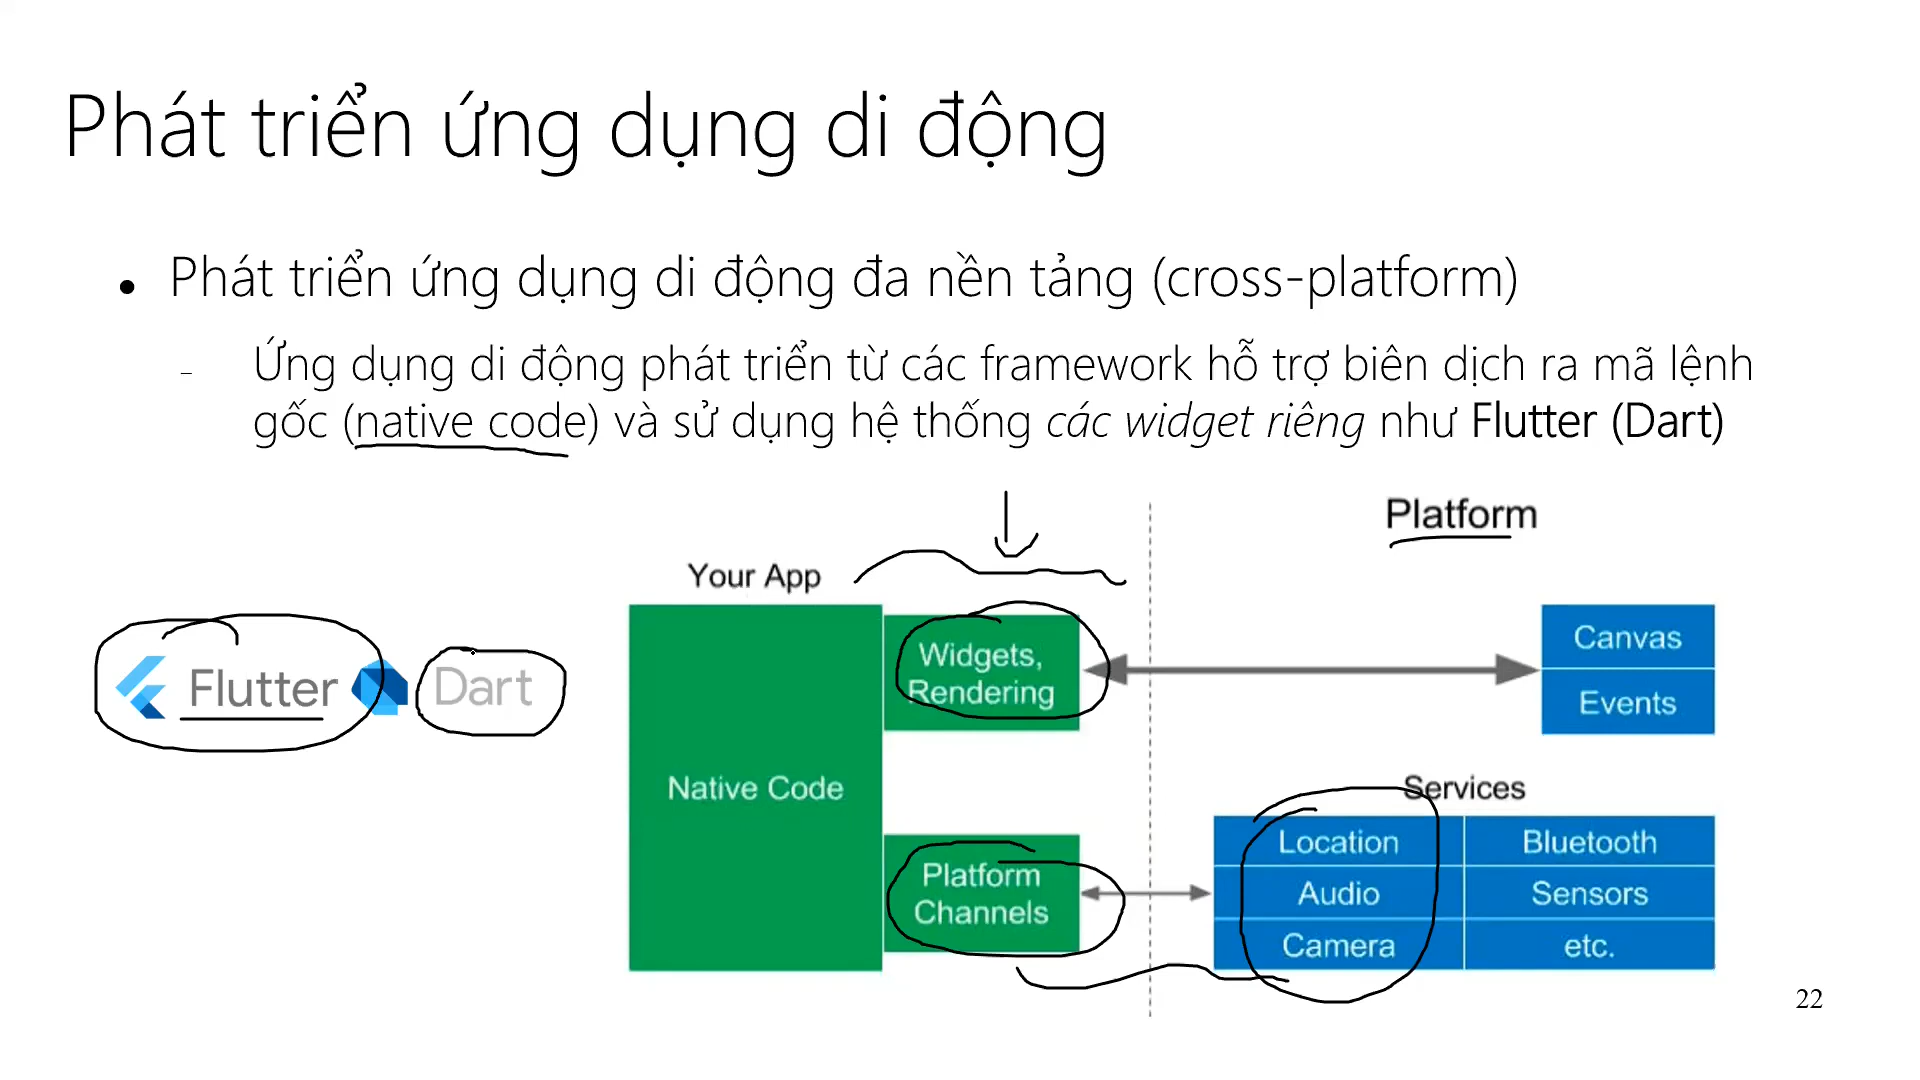 Phát triển ứng dụng di động
• Phát triển ứng dụng di động đa nền tảng (cross-platform)
- Ứng dụng di động phát triển từ các framework hỗ trợ biên dịch ra mã lệnh
gốc (native code) và sử dụng hệ thống các widget riêng như Flutter (Dart)
Platform
Your App
Flutter Dart
Native Code
Widgets,
Rendering
Canvas
Events
Platform
Channels
Services
Location Bluetooth
Audio Sensors
Camera etc.
22